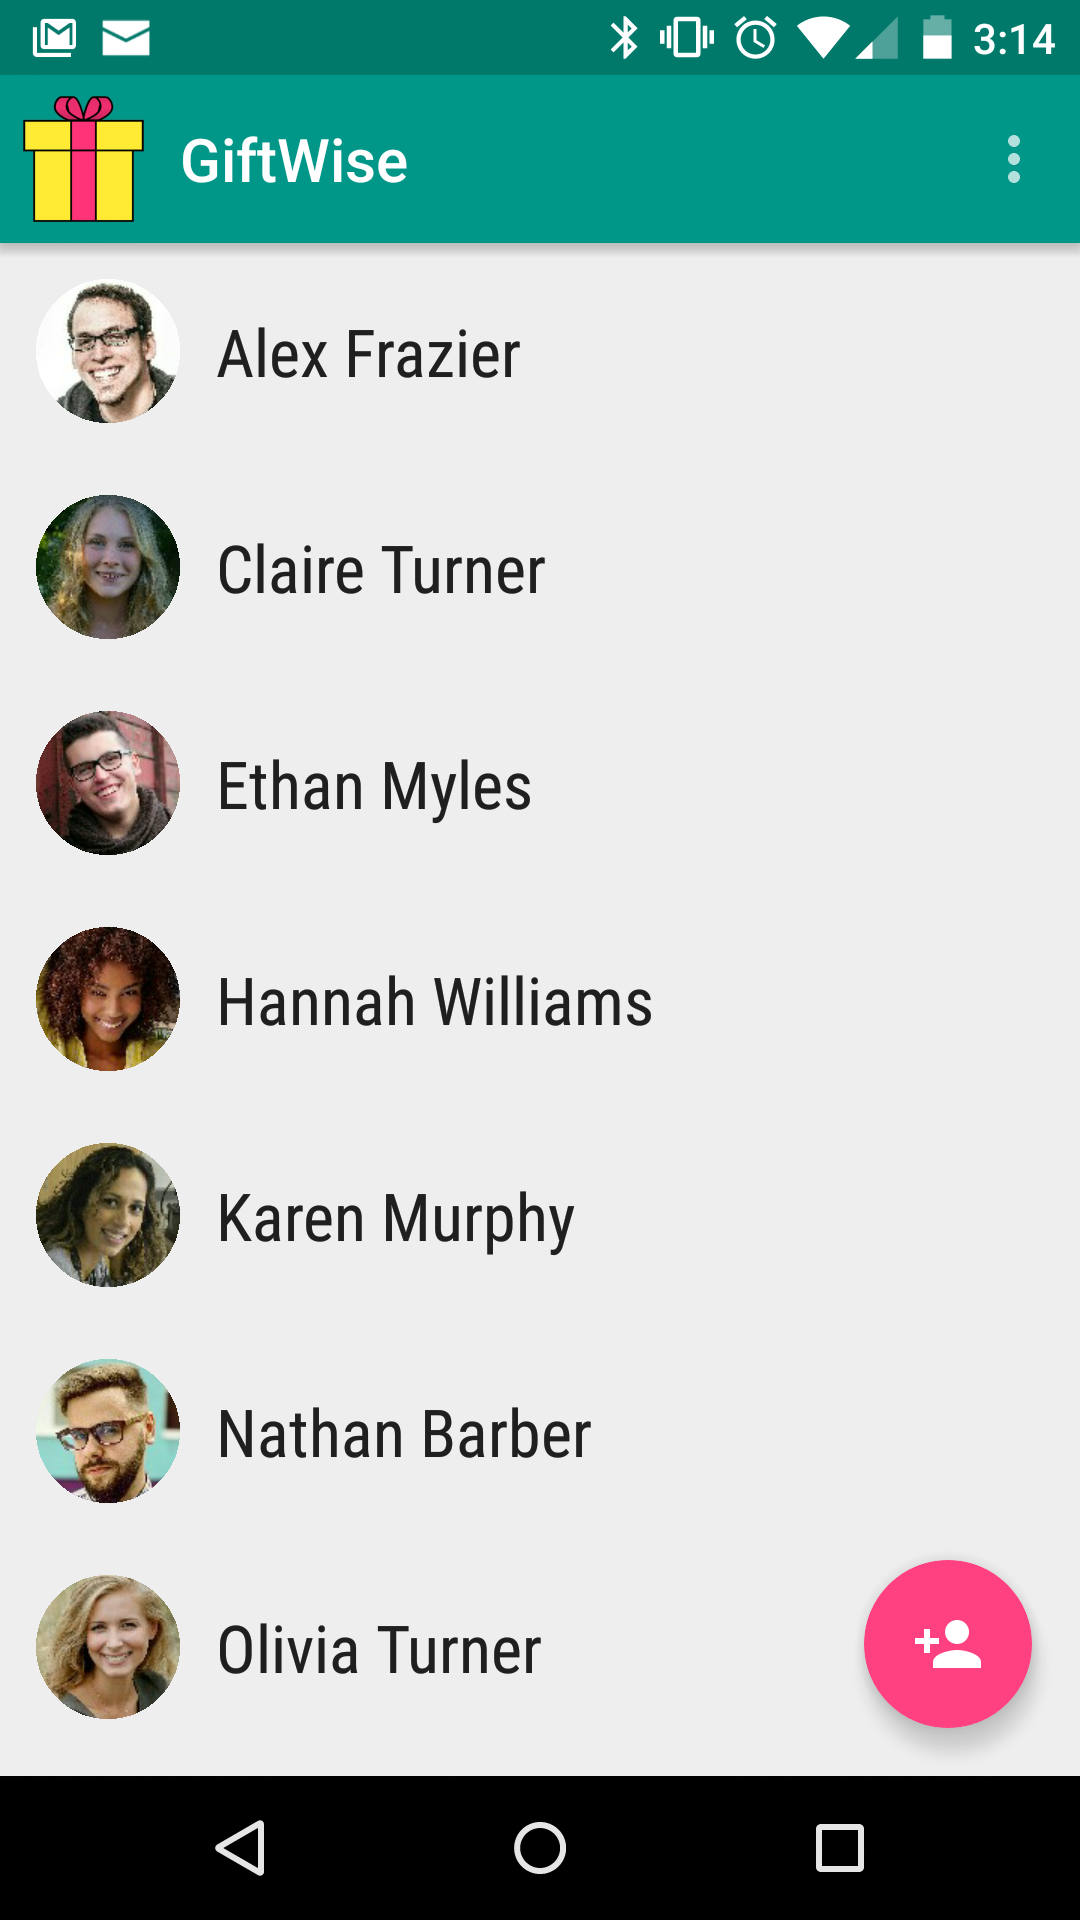 3:14
GiftWise
Alex Frazier
Claire Turner
Ethan Myles
Hannah Williams
Karen Murphy
Nathan Barber
Olivia Turner